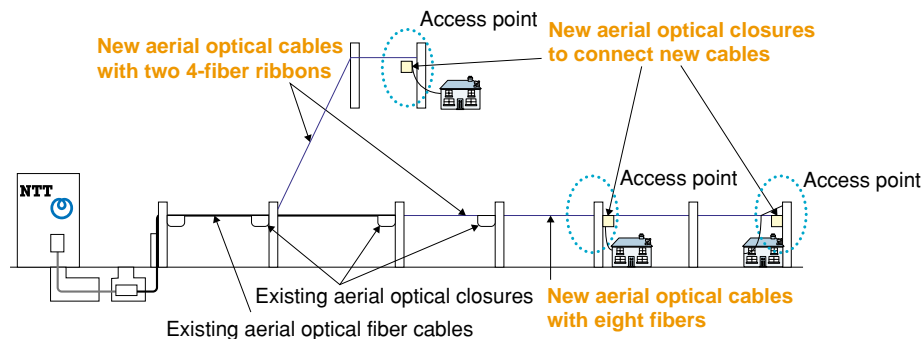 Access point
New aerial optical cables
with two 4-fiber ribbons
New aerial optical closures
to connect new cables
NTT
Access point
Access point
Existing aerial optical closures
Existing aerial optical fiber cables
New aerial optical cables
with eight fibers